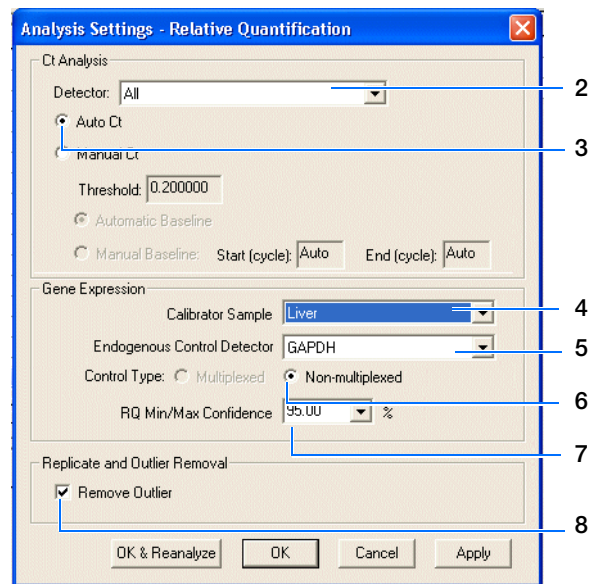 Analysis Settings - Relative Quantification
Ct Analysis
Detector: All
2
Auto Ct
3
Manual Ct
Threshold: 0.200000
Automatic Baseline
Manual Baseline: Start (cycle): Auto End (cycle): Auto
Gene Expression
Calibrator Sample Liver
4
Endogenous Control Detector GAPDH
5
Control Type: Multiplexed Non-multiplexed
6
RQ Min/Max Confidence 95.00 %
7
Replicate and Outlier Removal
Remove Outlier
8
OK & Reanalyze OK Cancel Apply